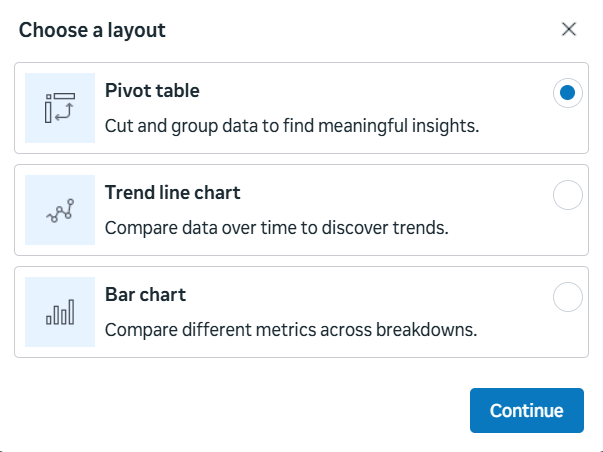 Choose a layout
Pivot table
Cut and group data to find meaningful insights.
Trend line chart
Compare data over time to discover trends.
Bar chart
Compare different metrics across breakdowns.
Continue